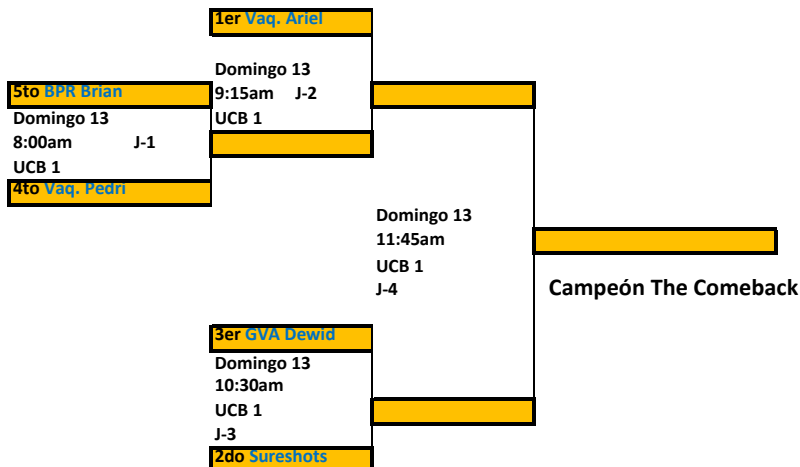 1er Vaq. Ariel
Domingo 13
9:15am J-2
UCB 1
5to BPR Brian
Domingo 13
8:00am J-1
UCB 1
4to Vaq. Pedri
Domingo 13
11:45am
UCB 1
J-4
Campeón The Comeback
3er GVA Dewid
Domingo 13
10:30am
UCB 1
J-3
2do Sureshots